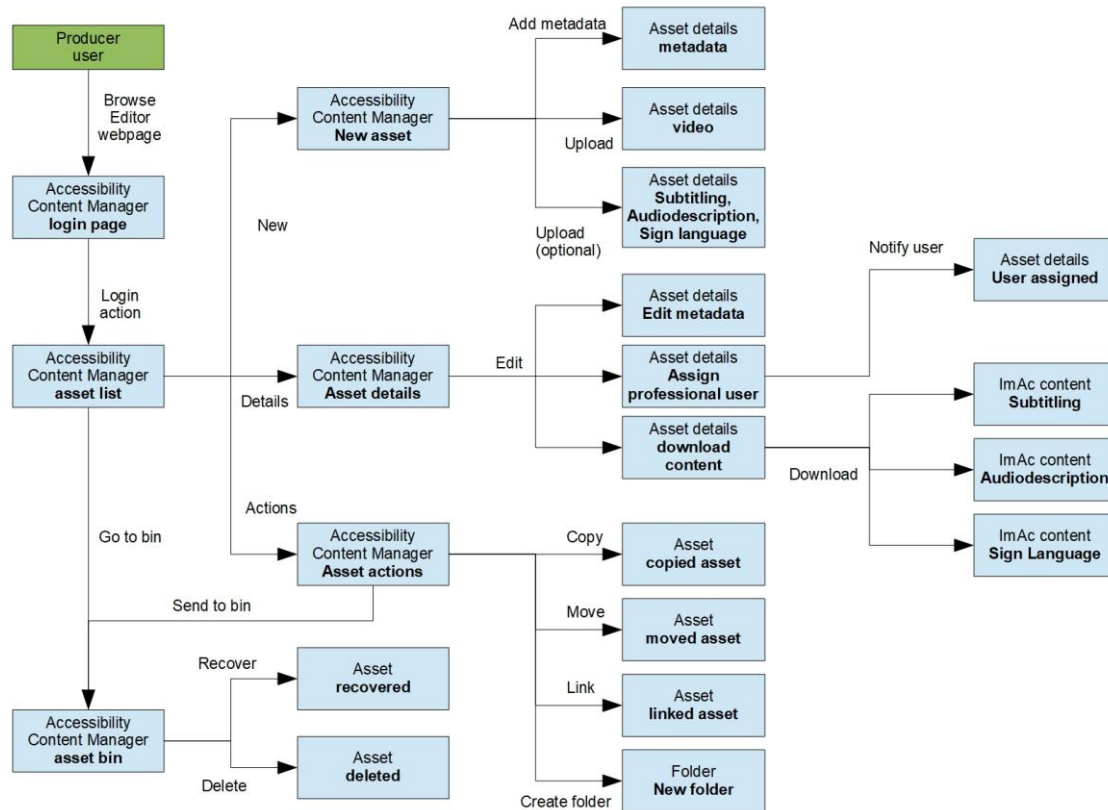 Producer
user
Browse
Editor
webpage
Accessibility
Content Manager
login page
Login
action
Accessibility
Content Manager
asset list
Go to bin
Accessibility
Content Manager
asset bin
New
Details
Actions
Send to bin
Recover
Delete
Accessibility
Content Manager
New asset
Accessibility
Content Manager
Asset details
Accessibility
Content Manager
Asset actions
Asset
recovered
Asset
deleted
Add metadata
Upload
Upload
(optional)
Edit
Copy
Move
Link
Create folder
Asset details
metadata
Asset details
video
Asset details
Subtitling,
Audiodescription,
Sign language
Asset details
Edit metadata
Asset details
Assign
professional user
Asset details
download
content
Asset
copied asset
Asset
moved asset
Asset
linked asset
Folder
New folder
Notify user
Download
Asset details
User assigned
ImAc content
Subtitling
ImAc content
Audiodescription
ImAc content
Sign Language